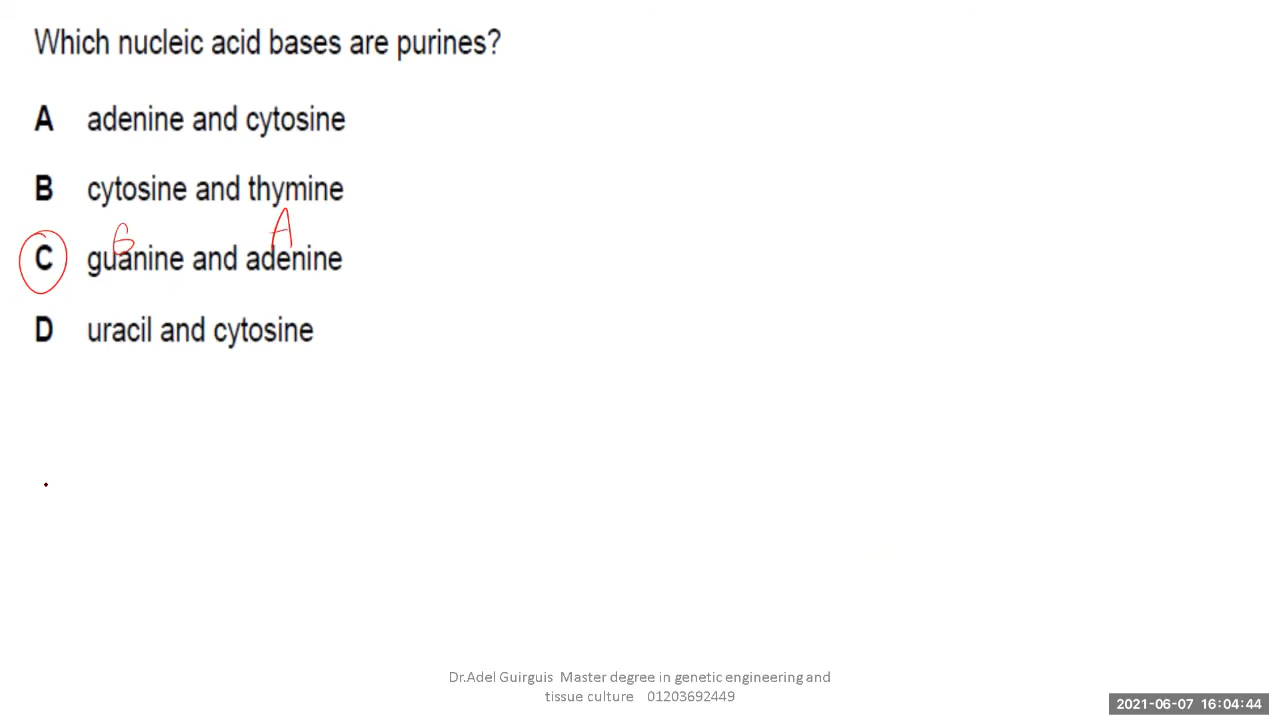 Which nucleic acid bases are purines?
A adenine and cytosine
B cytosine and thymine
G A
C guanine and adenine
D uracil and cytosine
Dr.Adel Guirguis Master degree in genetic engineering and
tissue culture 01203692449
2021-06-07 16:04:44